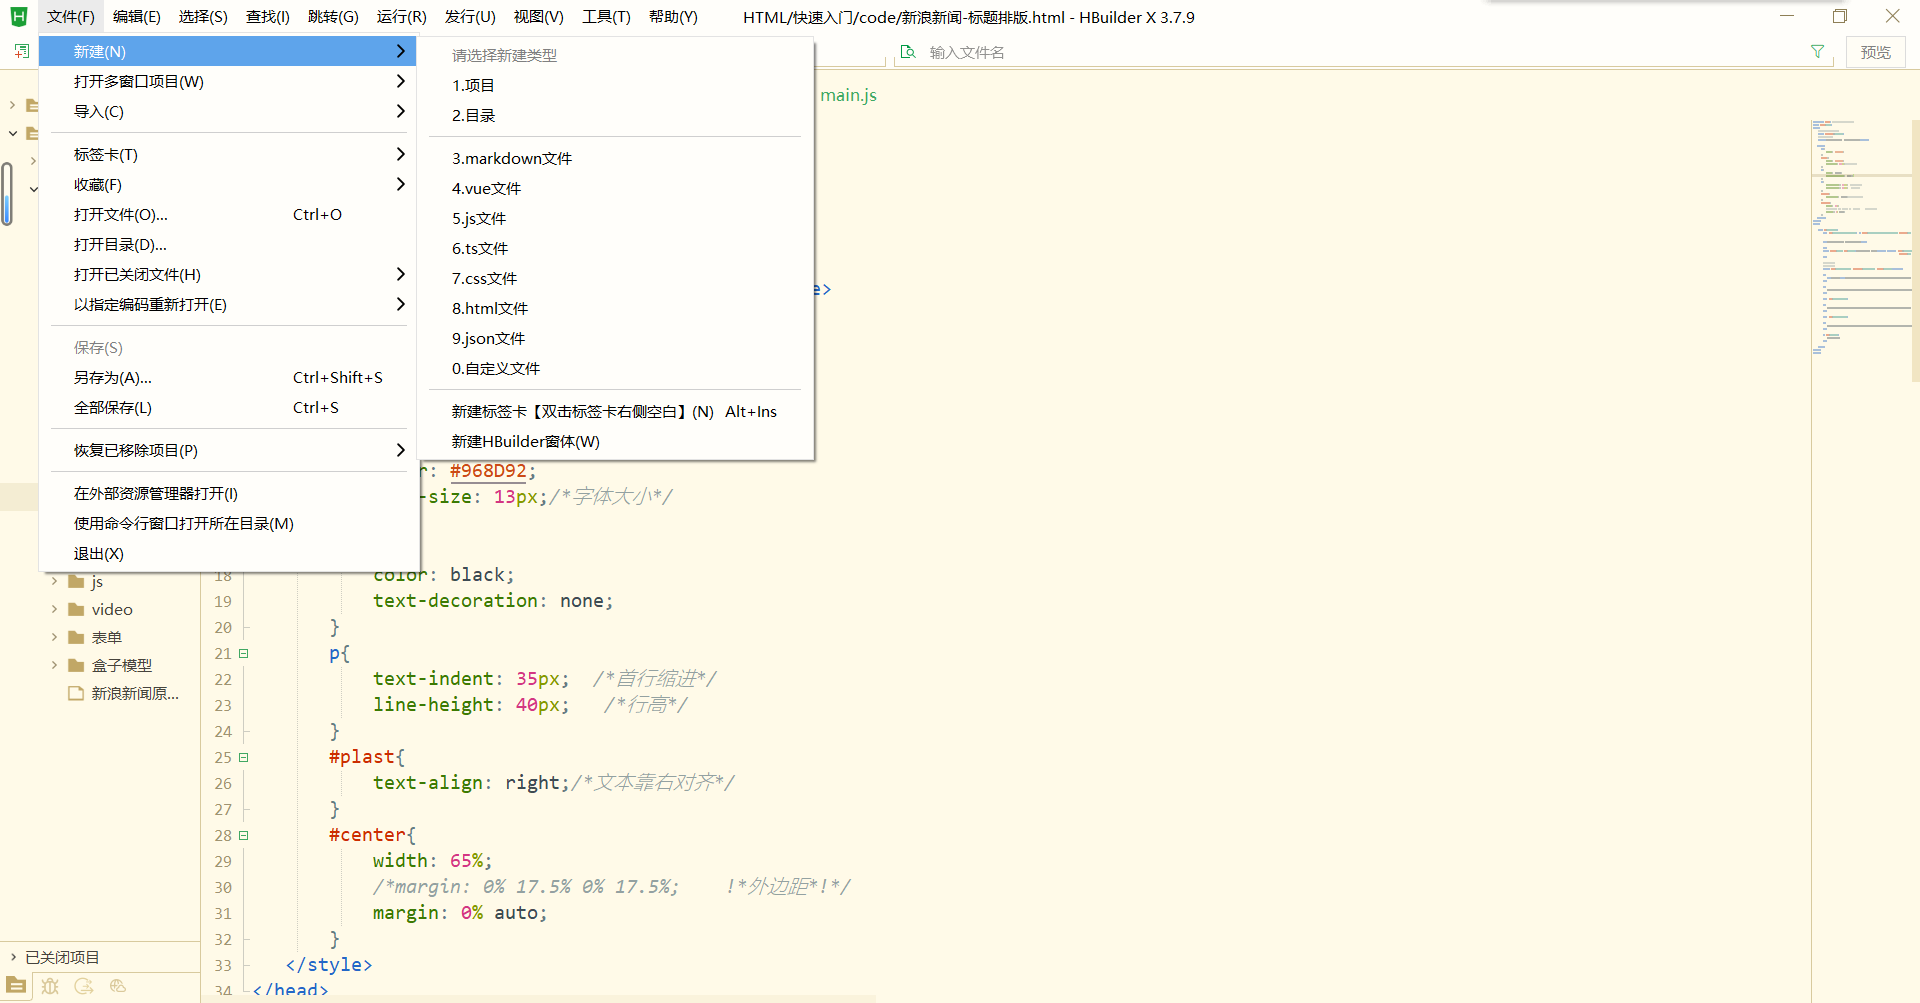 文件(F) 编辑(E) 选择(S) 查找(I) 跳转(G) 运行(R) 发行(U) 视图(V) 工具(T) 帮助(Y) HTML/快速入门/code/新浪新闻-标题排版.html - HBuilder X 3.7.9
输入文件名 预览
新建(N)
打开多窗口项目(W)
导入(C)
标签卡(T)
收藏(F)
打开文件(O)... Ctrl+O
打开目录(D)...
打开已关闭文件(H)
以指定编码重新打开(E)
保存(S)
另存为(A)... Ctrl+Shift+S
全部保存(L) Ctrl+S
恢复已移除项目(P)
在外部资源管理器打开(I)
使用命令行窗口打开所在目录(M)
退出(X)
请选择新建类型
1.项目
2.目录
3.markdown文件
4.vue文件
5.js文件
6.ts文件
7.css文件
8.html文件
9.json文件
0.自定义文件
新建标签卡【双击标签卡右侧空白】(N) Alt+Ins
新建HBuilder窗体(W)
main.js
e>
r: #968D92;
-size: 13px;/*字体大小*/
18 color: black;
19 text-decoration: none;
20 }
21 p{
22 text-indent: 35px; /*首行缩进*/
23 line-height: 40px; /*行高*/
24 }
25 #plast{
26 text-align: right;/*文本靠右对齐*/
27 }
28 #center{
29 width: 65%;
30 /*margin: 0% 17.5% 0% 17.5%; !*外边距*!*/
31 margin: 0% auto;
32 }
33 </style>
34 </head>
js
video
表单
盒子模型
新浪新闻原...
已关闭项目